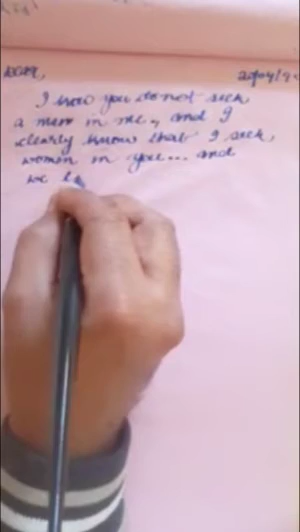 Dear,
I know you do not seek
a man in me, and I
clearly know that I seek
woman in you... and
we